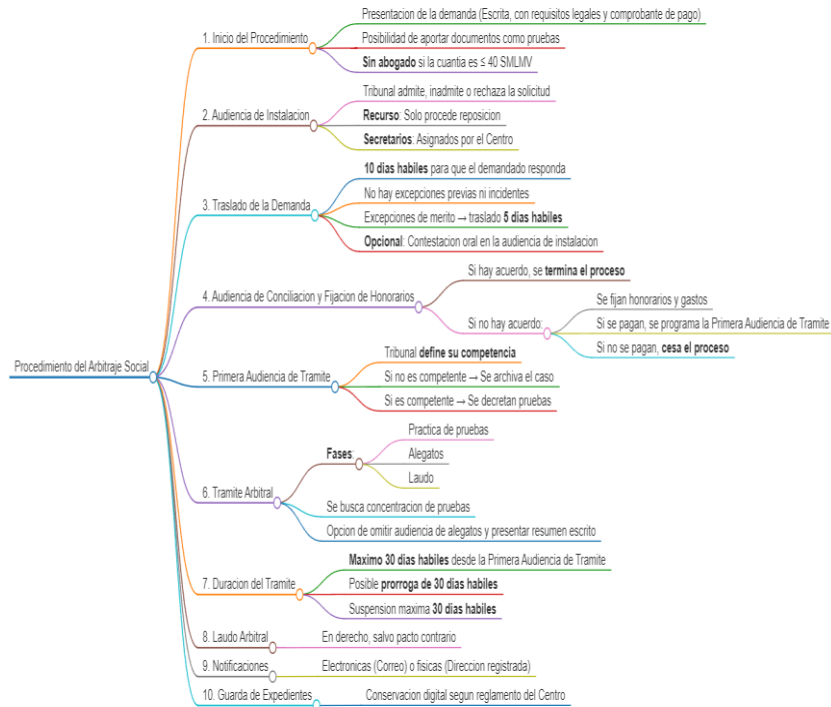 Procedimiento del Arbitraje Social
1. Inicio del Procedimiento
Presentacion de la demanda (Escrita, con requisitos legales y comprobante de pago)
Posibilidad de aportar documentos como pruebas
Sin abogado si la cuantia es ≤ 40 SMLMV
2. Audiencia de Instalacion
Tribunal admite, inadmite o rechaza la solicitud
Recurso: Solo procede reposicion
Secretarios: Asignados por el Centro
3. Traslado de la Demanda
10 dias habiles para que el demandado responda
No hay excepciones previas ni incidentes
Excepciones de merito → traslado 5 dias habiles
Opcional: Contestacion oral en la audiencia de instalacion
4. Audiencia de Conciliacion y Fijacion de Honorarios
Si hay acuerdo, se termina el proceso
Si no hay acuerdo:
Se fijan honorarios y gastos
Si se pagan, se programa la Primera Audiencia de Tramite
Si no se pagan, cesa el proceso
5. Primera Audiencia de Tramite
Tribunal define su competencia
Si no es competente → Se archiva el caso
Si es competente → Se decretan pruebas
6. Tramite Arbitral
Fases:
Practica de pruebas
Alegatos
Laudo
Se busca concentracion de pruebas
Opcion de omitir audiencia de alegatos y presentar resumen escrito
7. Duracion del Tramite
Maximo 30 dias habiles desde la Primera Audiencia de Tramite
Posible prorroga de 30 dias habiles
Suspension maxima 30 dias habiles
8. Laudo Arbitral
En derecho, salvo pacto contrario
9. Notificaciones
Electronicas (Correo) o fisicas (Direccion registrada)
10. Guarda de Expedientes
Conservacion digital segun reglamento del Centro